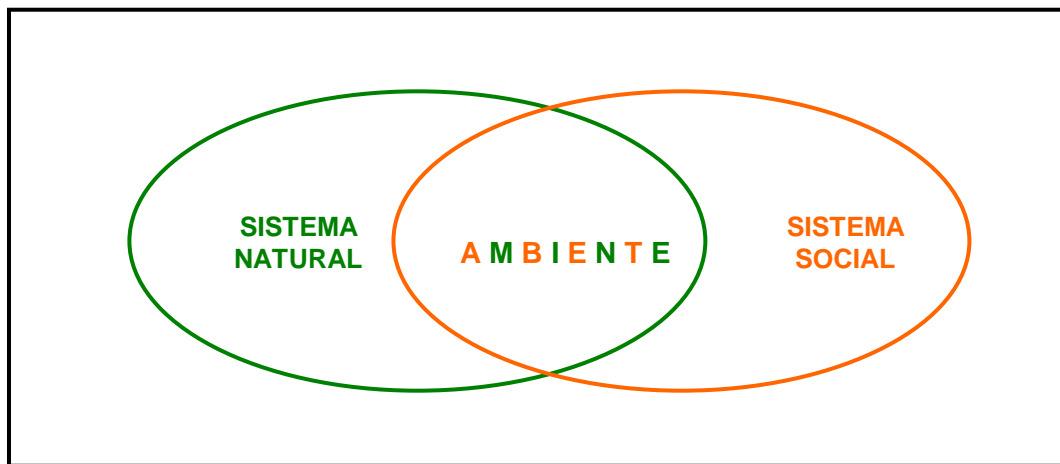 SISTEMA
NATURAL
A M B I E N T E
SISTEMA
SOCIAL